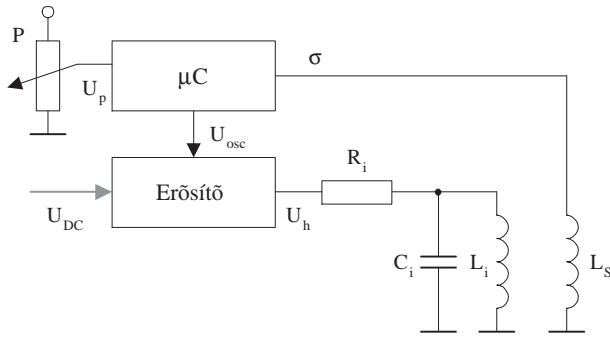 P
U_p
µC
σ
U_osc
Erõsítõ
U_DC
U_h
R_i
C_i
L_i
L_S